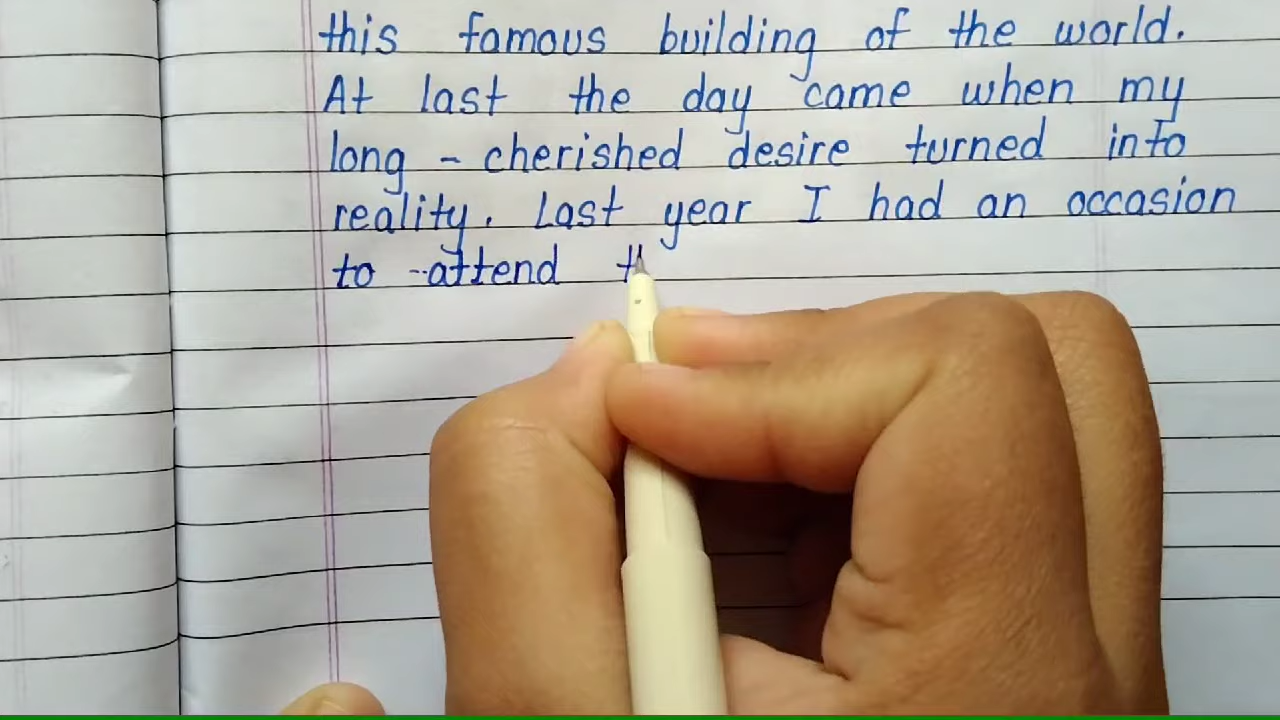 this famous building of the world.
At last the day came when my
long - cherished desire turned into
reality. Last year I had an occasion
to attend